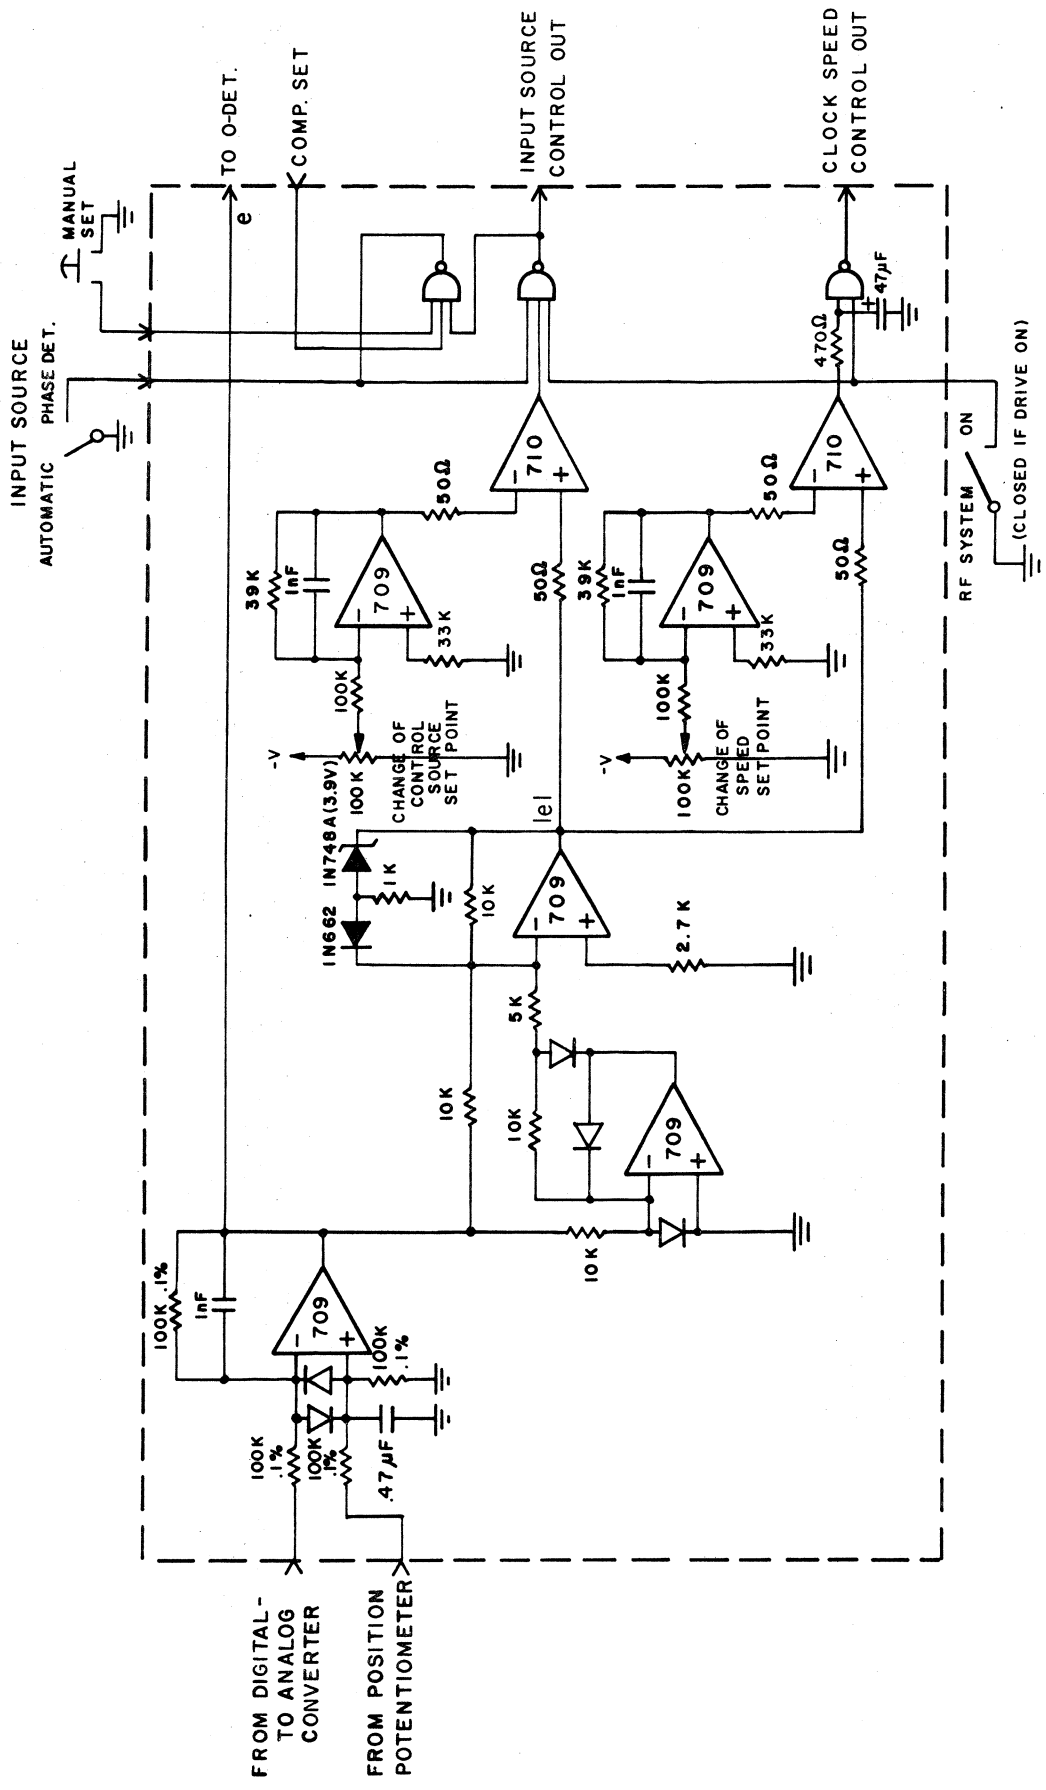 INPUT SOURCE
AUTOMATIC PHASE DET.
MANUAL
SET
TO O-DET.
e
COMP. SET
INPUT SOURCE
CONTROL OUT
CLOCK SPEED
CONTROL OUT
47µF
+
470Ω
RF SYSTEM ON
(CLOSED IF DRIVE ON)
710
-
+
50Ω
50Ω
710
-
+
50Ω
50Ω
39K
1nF
709
-
+
33K
100K
-V
100K
CHANGE OF
CONTROL
SOURCE
SET POINT
39K
1nF
709
-
+
33K
100K
-V
100K
CHANGE OF
SPEED
SET POINT
|e|
1N748A (3.9V)
1N662
1K
10K
709
-
+
2.7K
5K
10K
10K
709
-
+
10K
100K .1%
1nF
709
-
+
100K
.1%
100K
.1%
100K
.1%
.47µF
FROM DIGITAL-
TO ANALOG
CONVERTER
FROM POSITION
POTENTIOMETER